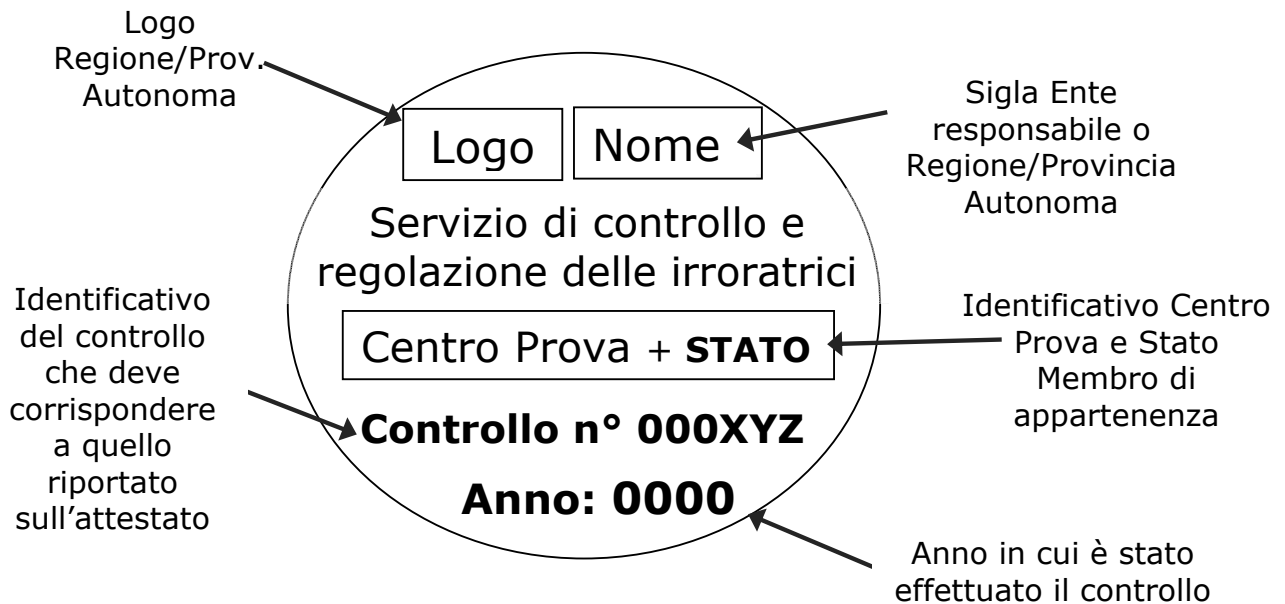 Logo
Regione/Prov.
Autonoma
Sigla Ente
responsabile o
Regione/Provincia
Autonoma
Logo
Nome
Servizio di controllo e
regolazione delle irroratrici
Centro Prova + STATO
Controllo n° 000XYZ
Anno: 0000
Identificativo
del controllo
che deve
corrispondere
a quello
riportato
sull’attestato
Identificativo Centro
Prova e Stato
Membro di
appartenenza
Anno in cui è stato
effettuato il controllo